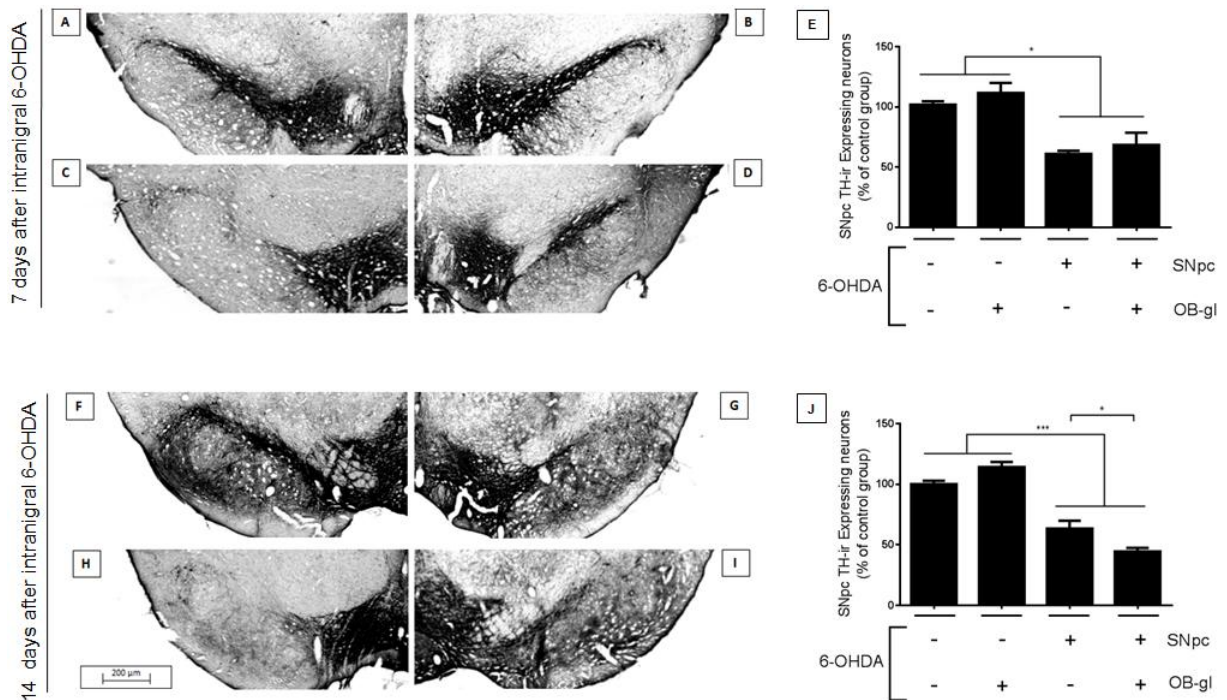 7 days after intranigral 6-OHDA
A
B
C
D
E
SNpc TH-ir Expressing neurons
(% of control group)
150
100
50
0
*
6-OHDA
- - + + SNpc
- + - + OB-gl
14 days after intranigral 6-OHDA
F
G
H
I
200 µm
J
SNpc TH-ir Expressing neurons
(% of control group)
150
100
50
0
***
*
6-OHDA
- - + + SNpc
- + - + OB-gl